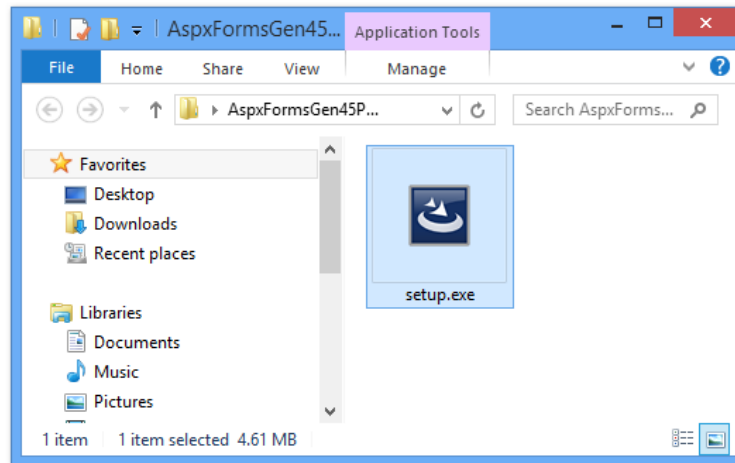 AspxFormsGen45...
Application Tools
File
Home
Share
View
Manage
AspxFormsGen45P...
Search AspxForms...
Favorites
Desktop
Downloads
Recent places
Libraries
Documents
Music
Pictures
setup.exe
1 item
1 item selected 4.61 MB